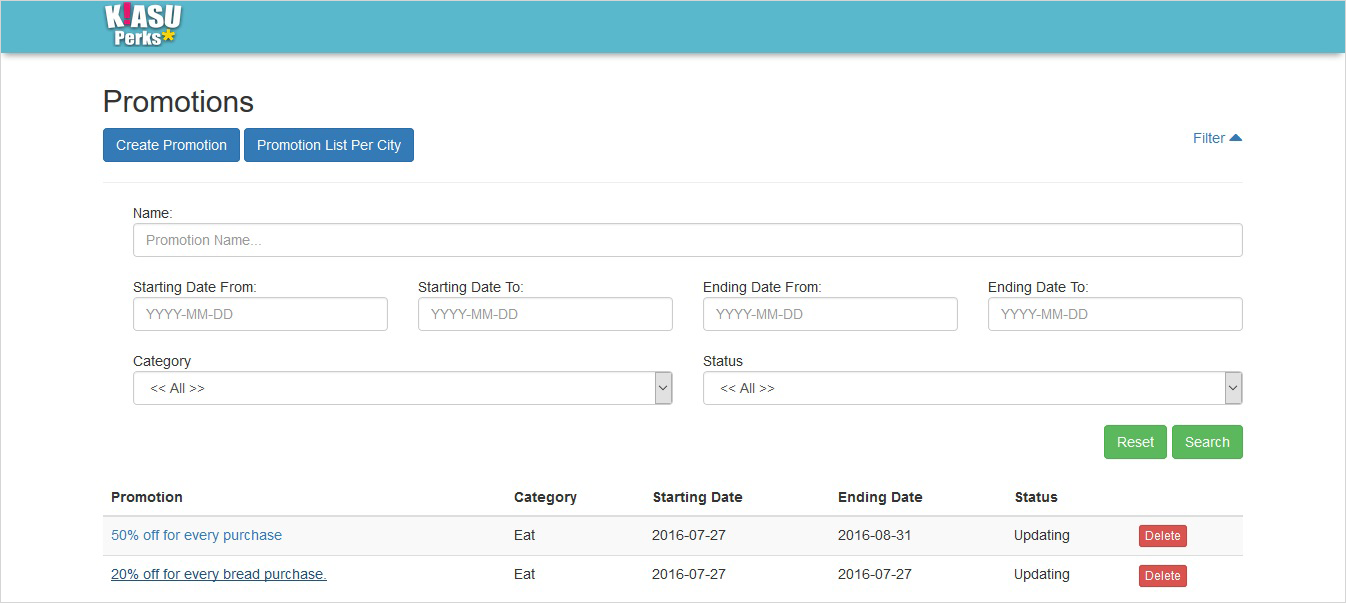 K!ASU
Perks*
Promotions
Create Promotion Promotion List Per City Filter
Name:
Promotion Name...
Starting Date From: Starting Date To: Ending Date From: Ending Date To:
YYYY-MM-DD YYYY-MM-DD YYYY-MM-DD YYYY-MM-DD
Category Status
<< All >> << All >>
Reset Search
Promotion Category Starting Date Ending Date Status
50% off for every purchase Eat 2016-07-27 2016-08-31 Updating Delete
20% off for every bread purchase. Eat 2016-07-27 2016-07-27 Updating Delete